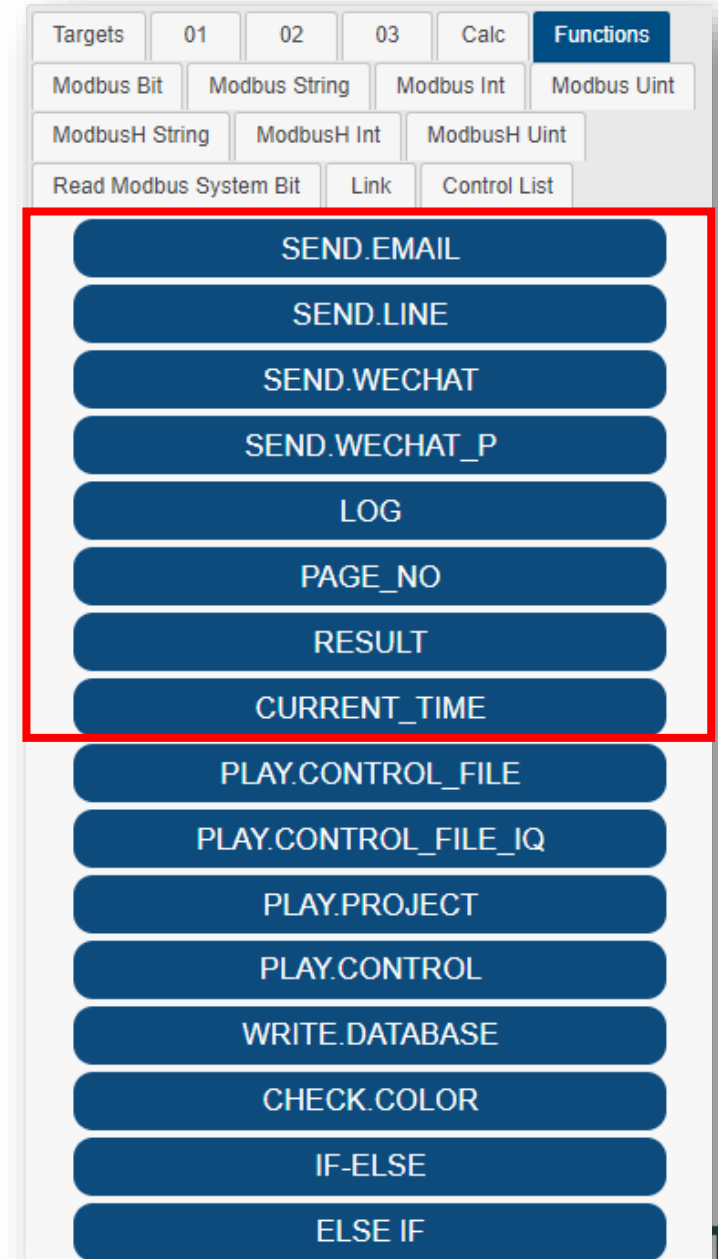 Targets 01 02 03 Calc Functions
Modbus Bit Modbus String Modbus Int Modbus Uint
ModbusH String ModbusH Int ModbusH Uint
Read Modbus System Bit Link Control List
SEND.EMAIL
SEND.LINE
SEND.WECHAT
SEND.WECHAT_P
LOG
PAGE_NO
RESULT
CURRENT_TIME
PLAY.CONTROL_FILE
PLAY.CONTROL_FILE_IQ
PLAY.PROJECT
PLAY.CONTROL
WRITE.DATABASE
CHECK.COLOR
IF-ELSE
ELSE IF